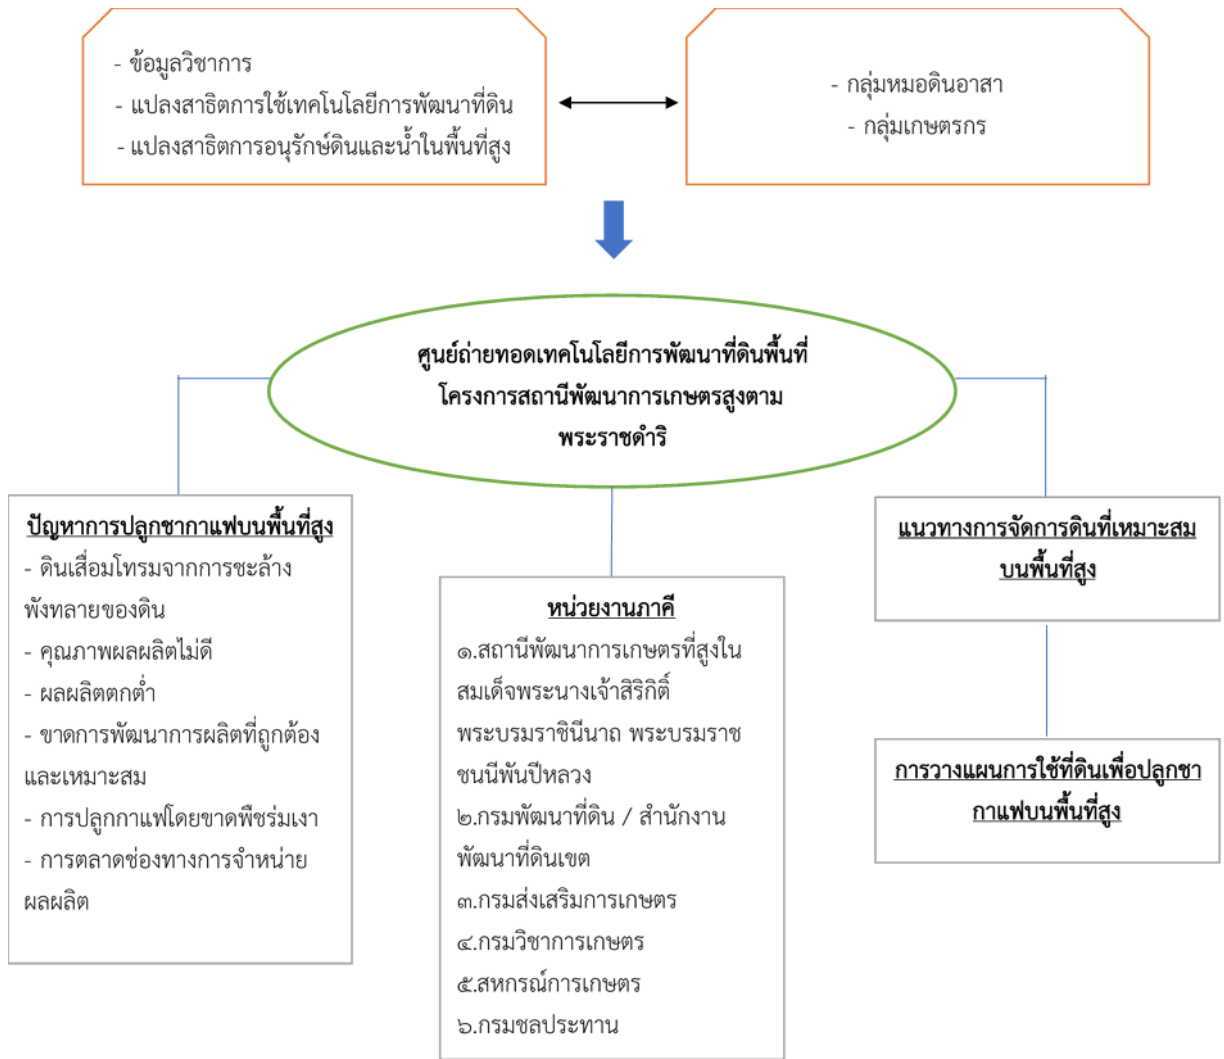 - ข้อมูลวิชาการ
- แปลงสาธิตการใช้เทคโนโลยีการพัฒนาที่ดิน
- แปลงสาธิตการอนุรักษ์ดินและน้ำในพื้นที่สูง
- กลุ่มหมอดินอาสา
- กลุ่มเกษตรกร
ศูนย์ถ่ายทอดเทคโนโลยีการพัฒนาที่ดินพื้นที่
โครงการสถานีพัฒนาการเกษตรสูงตาม
พระราชดำริ
ปัญหาการปลูกชากาแฟบนพื้นที่สูง
- ดินเสื่อมโทรมจากการชะล้าง
พังทลายของดิน
- คุณภาพผลผลิตไม่ดี
- ผลผลิตตกต่ำ
- ขาดการพัฒนาการผลิตที่ถูกต้อง
และเหมาะสม
- การปลูกกาแฟโดยขาดพืชร่มเงา
- การตลาดช่องทางการจำหน่าย
ผลผลิต
หน่วยงานภาคี
๑.สถานีพัฒนาการเกษตรที่สูงใน
สมเด็จพระนางเจ้าสิริกิติ์
พระบรมราชินีนาถ พระบรมราช
ชนนีพันปีหลวง
๒.กรมพัฒนาที่ดิน / สำนักงาน
พัฒนาที่ดินเขต
๓.กรมส่งเสริมการเกษตร
๔.กรมวิชาการเกษตร
๕.สหกรณ์การเกษตร
๖.กรมชลประทาน
แนวทางการจัดการดินที่เหมาะสม
บนพื้นที่สูง
การวางแผนการใช้ที่ดินเพื่อปลูกชา
กาแฟบนพื้นที่สูง